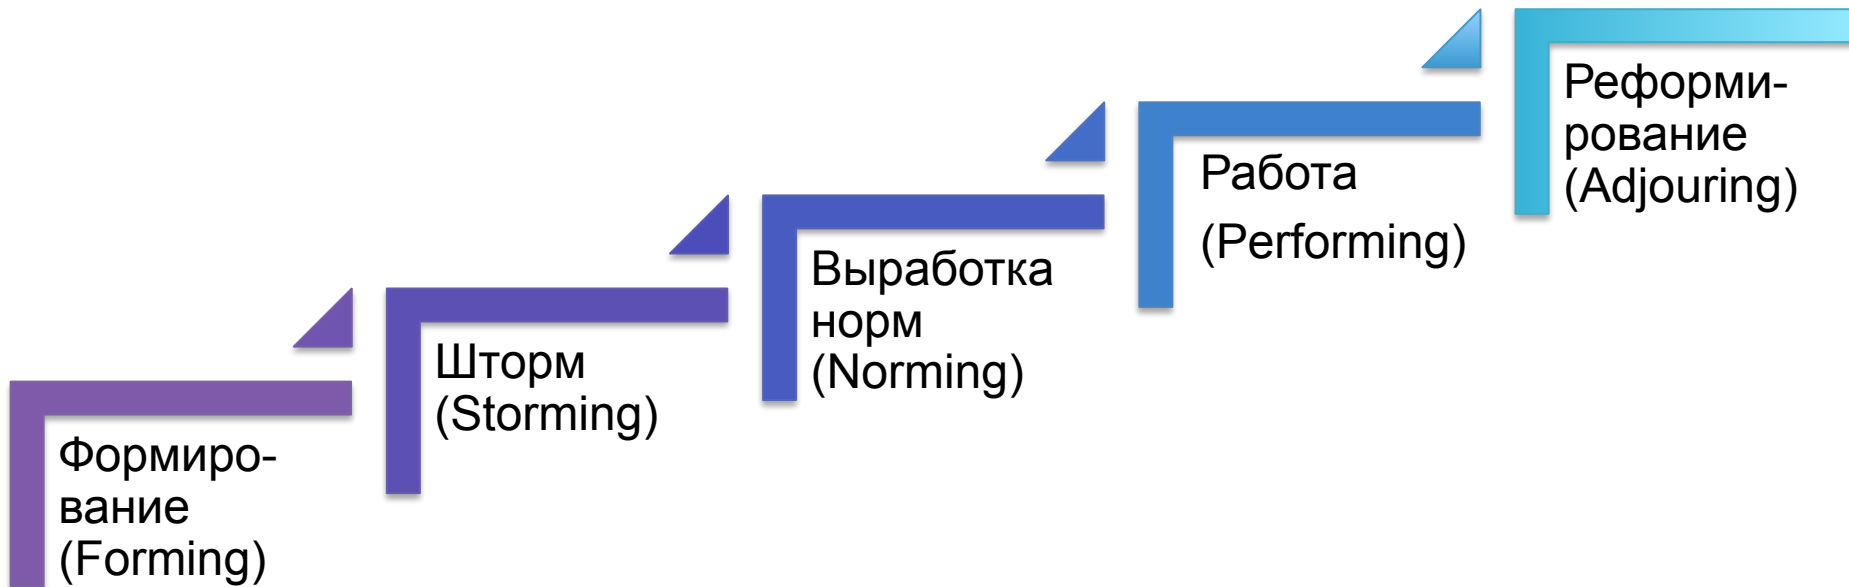 Формиро-
вание
(Forming)
Шторм
(Storming)
Выработка
норм
(Norming)
Работа
(Performing)
Реформи-
рование
(Adjouring)